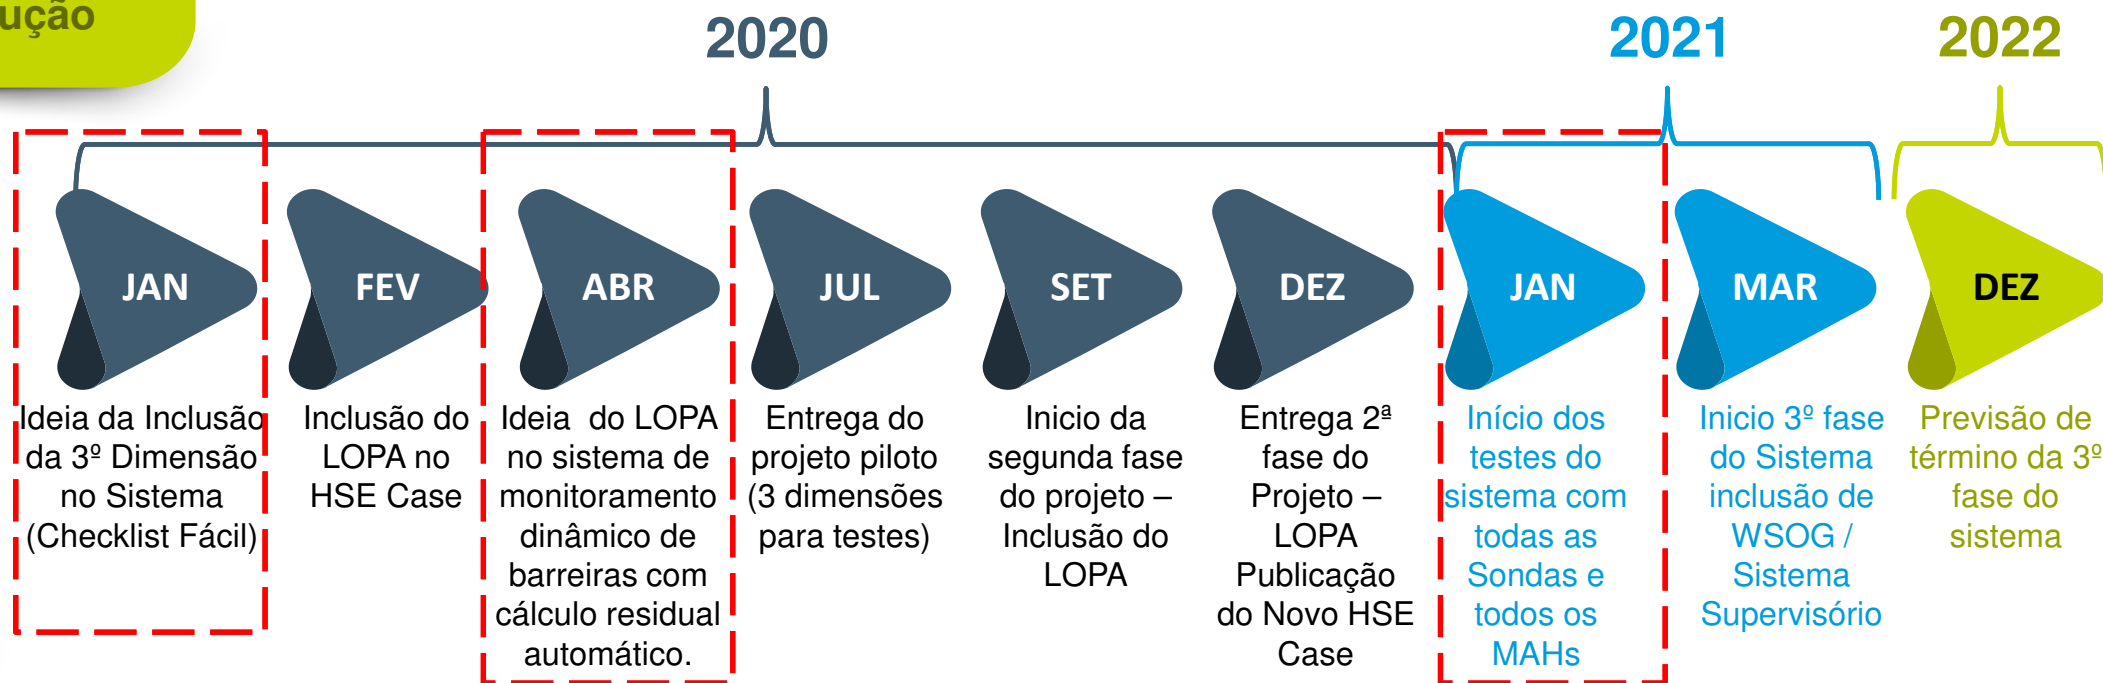 2020
2021
2022
JAN
FEV
ABR
JUL
SET
DEZ
JAN
MAR
DEZ
Ideia da Inclusão
da 3º Dimensão
no Sistema
(Checklist Fácil)
Inclusão do
LOPA no
HSE Case
Ideia do LOPA
no sistema de
monitoramento
dinâmico de
barreiras com
cálculo residual
automático.
Entrega do
projeto piloto
(3 dimensões
para testes)
Inicio da
segunda fase
do projeto –
Inclusão do
LOPA
Entrega 2ª
fase do
Projeto –
LOPA
Publicação
do Novo HSE
Case
Início dos
testes do
sistema com
todas as
Sondas e
todos os
MAHs
Inicio 3º fase
do Sistema
inclusão de
WSOG /
Sistema
Supervisório
Previsão de
término da 3º
fase do
sistema